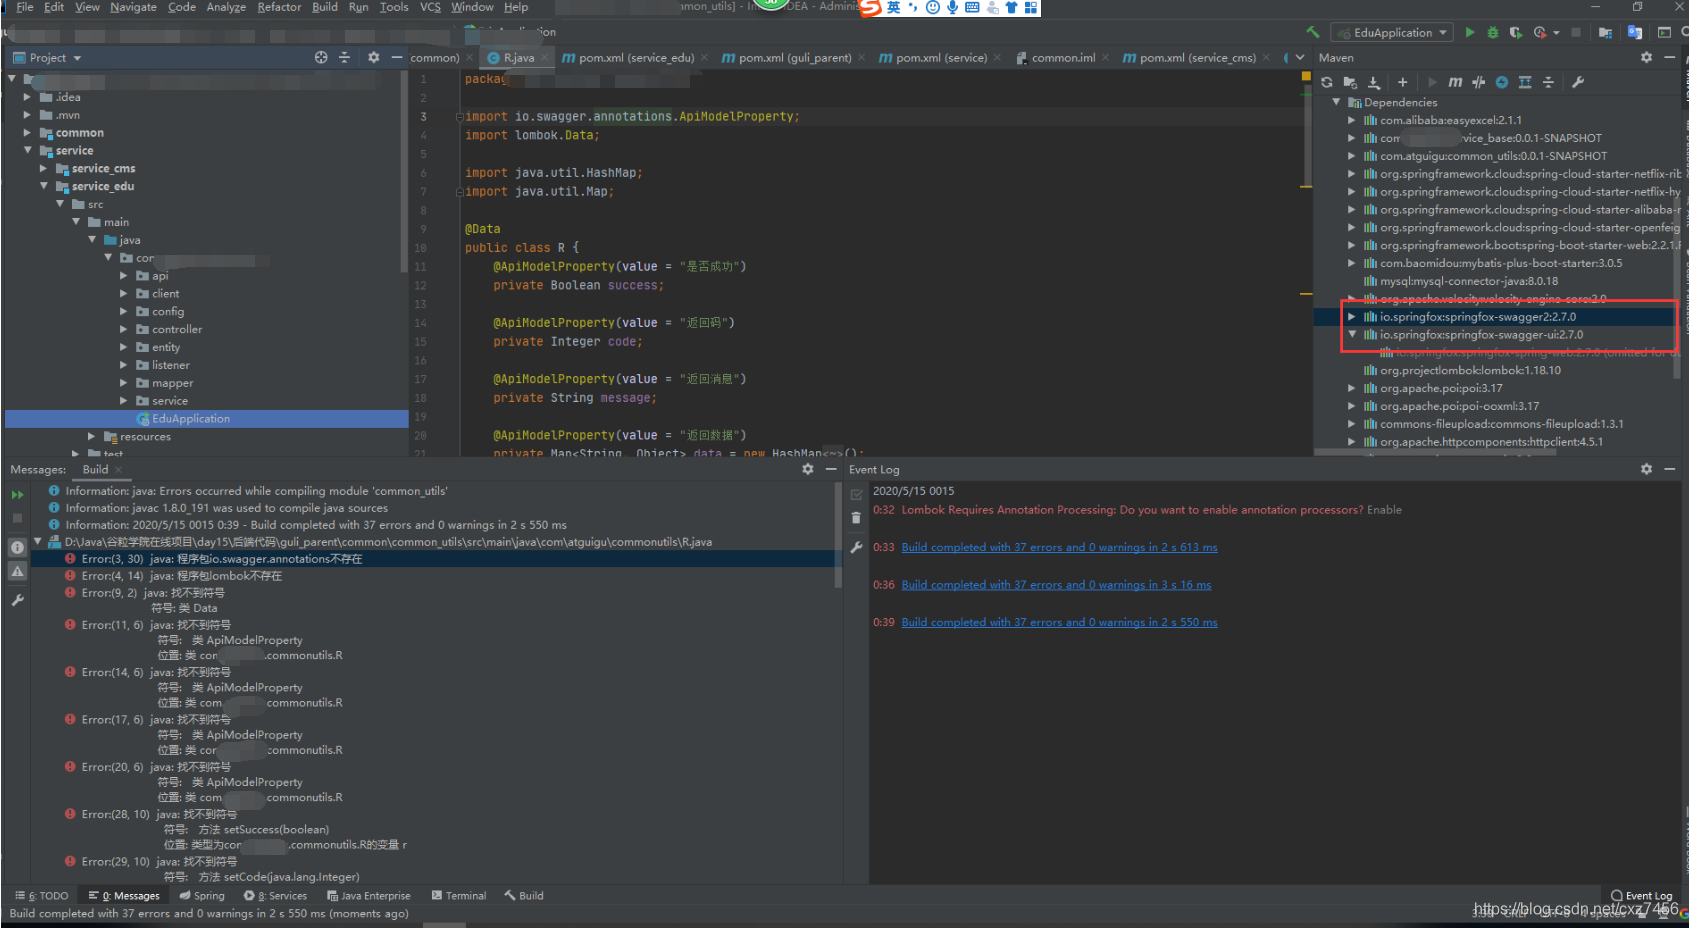 File Edit View Navigate Code Analyze Refactor Build Run Tools VCS Window Help
英
EduApplication
Project
common)
R.java
pom.xml (service_edu)
pom.xml (guli_parent)
pom.xml (service)
common.iml
pom.xml (service_cms)
Maven
.idea
.mvn
common
service
service_cms
service_edu
src
main
java
api
client
config
controller
entity
listener
mapper
service
EduApplication
resources
test
1
2
3 import io.swagger.annotations.ApiModelProperty;
4 import lombok.Data;
5
6 import java.util.HashMap;
7 import java.util.Map;
8
9 @Data
10 public class R {
11 @ApiModelProperty(value = "是否成功")
12 private Boolean success;
13
14 @ApiModelProperty(value = "返回码")
15 private Integer code;
16
17 @ApiModelProperty(value = "返回消息")
18 private String message;
19
20 @ApiModelProperty(value = "返回数据")
21 private Map<String, Object> data = new HashMap<~>();
Dependencies
com.alibaba:easyexcel:2.1.1
vice_base:0.0.1-SNAPSHOT
com.atguigu:common_utils:0.0.1-SNAPSHOT
org.springframework.cloud:spring-cloud-starter-netflix-rib
org.springframework.cloud:spring-cloud-starter-netflix-hy
org.springframework.cloud:spring-cloud-starter-alibaba-r
org.springframework.cloud:spring-cloud-starter-openfeig
org.springframework.boot:spring-boot-starter-web:2.2.1.
com.baomidou:mybatis-plus-boot-starter:3.0.5
mysql:mysql-connector-java:8.0.18
org.apache.velocity:velocity-engine-core:2.0
io.springfox:springfox-swagger2:2.7.0
io.springfox:springfox-swagger-ui:2.7.0
io.springfox:springfox-spring-web:2.7.0 (omitted for du
org.projectlombok:lombok:1.18.10
org.apache.poi:poi:3.17
org.apache.poi:poi-ooxml:3.17
commons-fileupload:commons-fileupload:1.3.1
org.apache.httpcomponents:httpclient:4.5.1
Messages: Build
Information: java: Errors occurred while compiling module 'common_utils'
Information: javac 1.8.0_191 was used to compile java sources
Information: 2020/5/15 0015 0:39 - Build completed with 37 errors and 0 warnings in 2 s 550 ms
D:\Java\谷粒学院在线项目\day15\后端代码\guli_parent\common\common_utils\src\main\java\com\atguigu\commonutils\R.java
Error:(3, 30) java: 程序包io.swagger.annotations不存在
Error:(4, 14) java: 程序包lombok不存在
Error:(9, 2) java: 找不到符号
符号: 类 Data
Error:(11, 6) java: 找不到符号
符号: 类 ApiModelProperty
位置: 类 com .commonutils.R
Error:(14, 6) java: 找不到符号
符号: 类 ApiModelProperty
位置: 类 com. commonutils.R
Error:(17, 6) java: 找不到符号
符号: 类 ApiModelProperty
位置: 类 com commonutils.R
Error:(20, 6) java: 找不到符号
符号: 类 ApiModelProperty
位置: 类 com. commonutils.R
Error:(28, 10) java: 找不到符号
符号: 方法 setSuccess(boolean)
位置: 类型为com .commonutils.R的变量 r
Error:(29, 10) java: 找不到符号
符号: 方法 setCode(java.lang.Integer)
Event Log
2020/5/15 0015
0:32 Lombok Requires Annotation Processing: Do you want to enable annotation processors? Enable
0:33 Build completed with 37 errors and 0 warnings in 2 s 613 ms
0:36 Build completed with 37 errors and 0 warnings in 3 s 16 ms
0:39 Build completed with 37 errors and 0 warnings in 2 s 550 ms
6: TODO 0: Messages Spring 8: Services Java Enterprise Terminal Build Event Log
Build completed with 37 errors and 0 warnings in 2 s 550 ms (moments ago)
https://blog.csdn.net/cxz7456